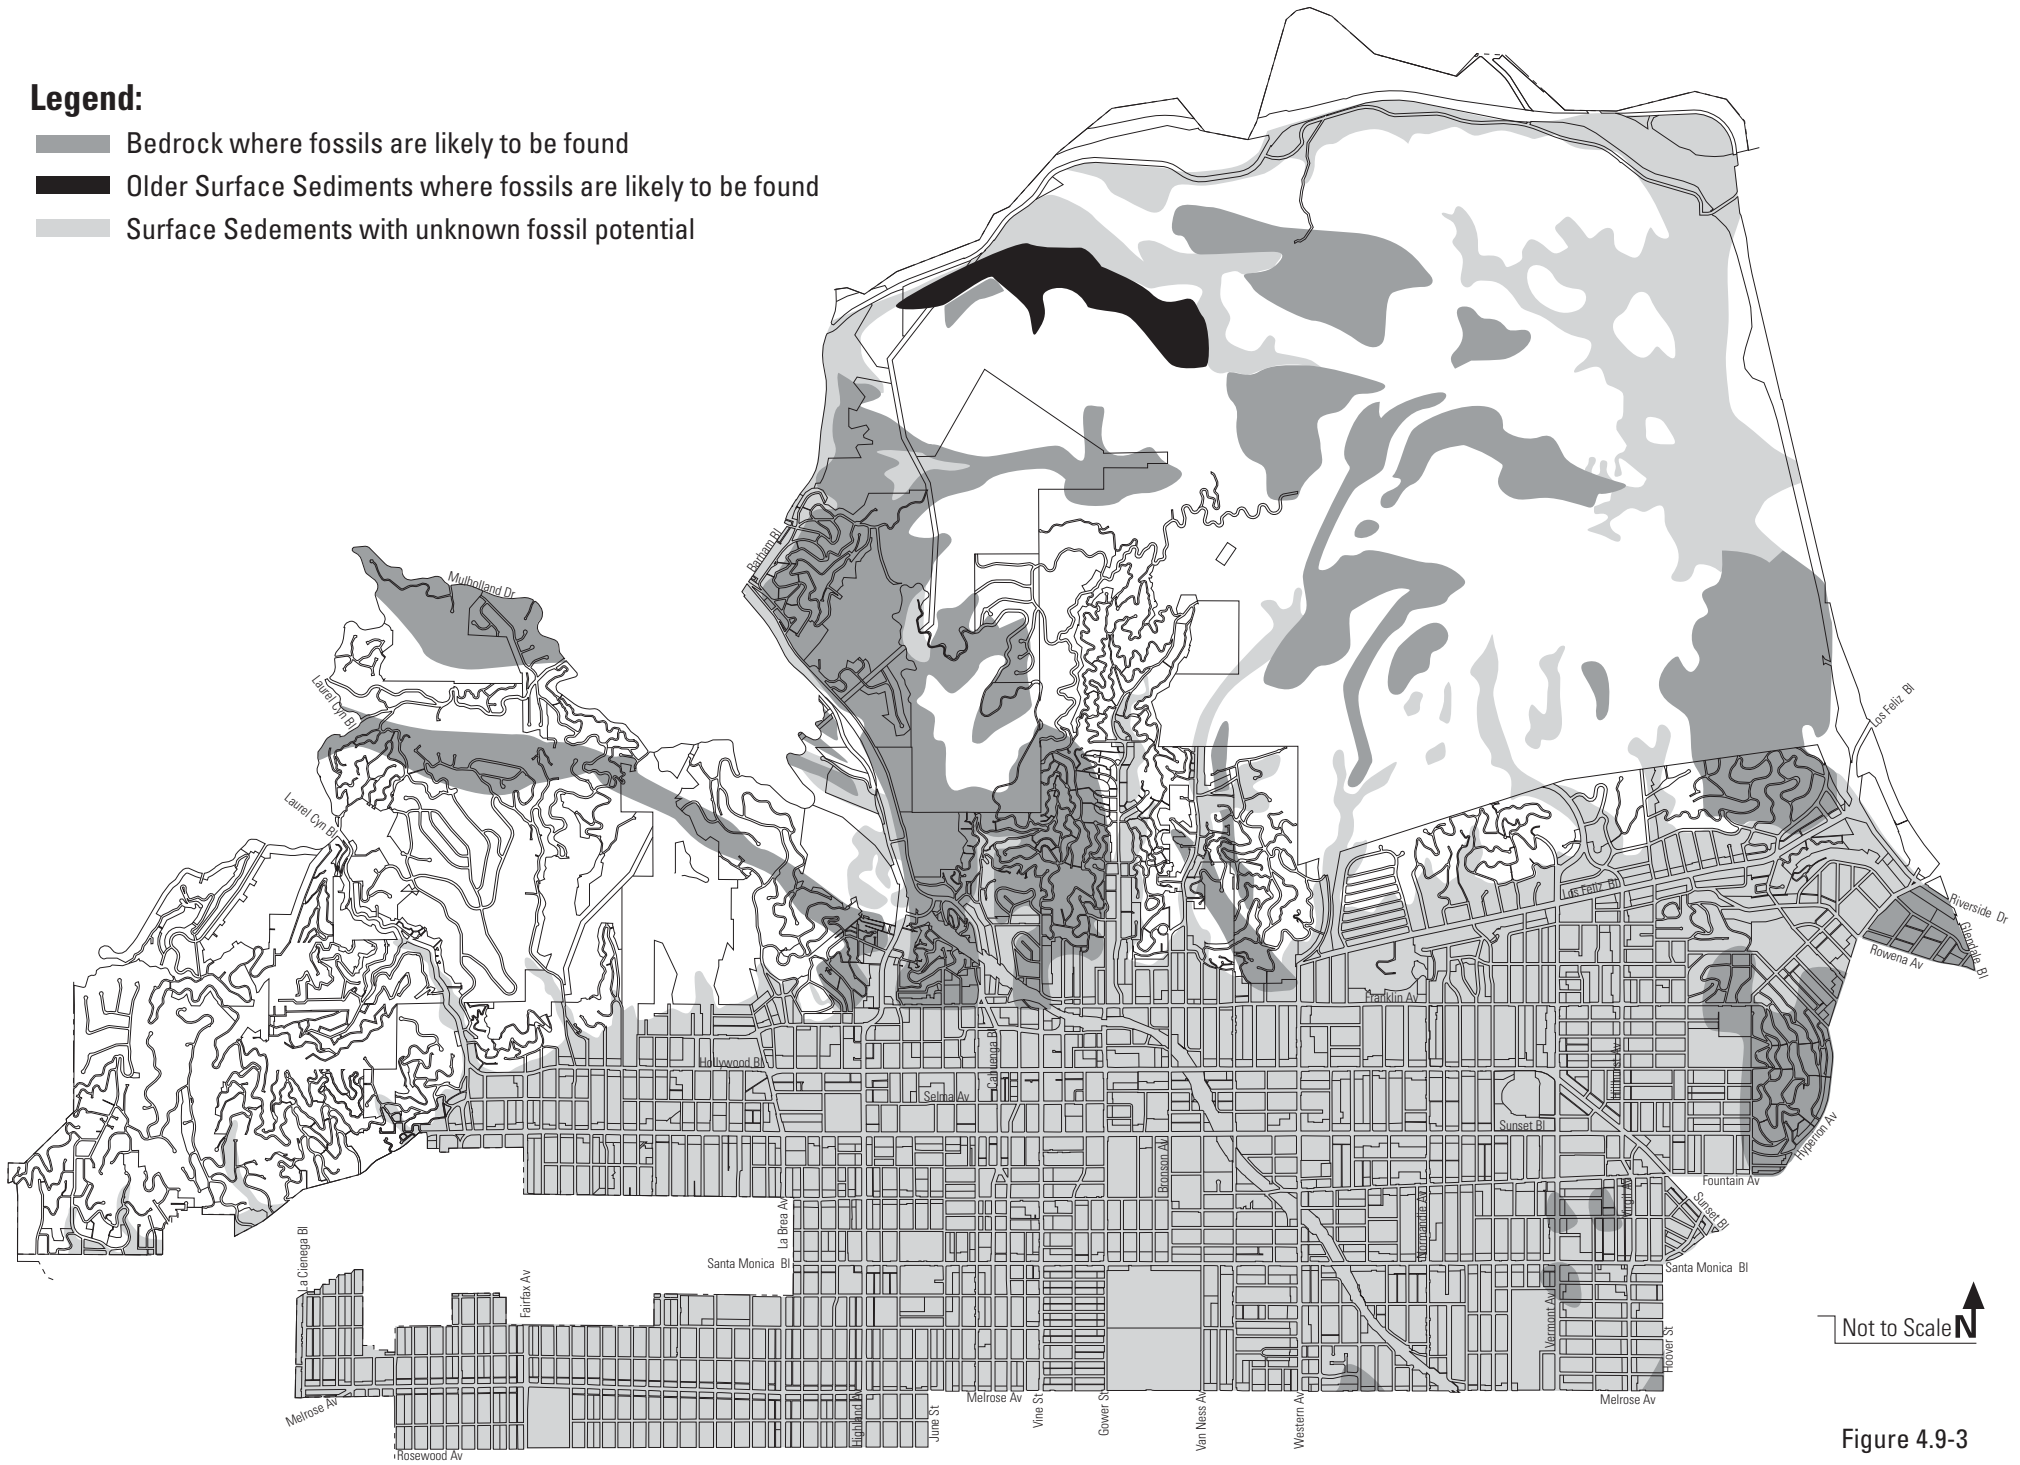 Legend:
Bedrock where fossils are likely to be found
Older Surface Sediments where fossils are likely to be found
Surface Sedements with unknown fossil potential
Barham Bl
Mulholland Dr
Laurel Cyn Bl
Los Feliz Bl
Laurel Cyn Bl
Los Feliz Bl
Riverside Dr
Glendale Bl
Rowena Av
Franklin Av
Hollywood Bl
Cahuenga Bl
Hillhurst Av
Selma Av
Sunset Bl
Hyperion Av
Bronson Av
Fountain Av
Normandie Av
Virgil Av
Sunset Bl
La Brea Av
La Cienega Bl
Santa Monica Bl
Santa Monica Bl
Fairfax Av
Vermont Av
Hoover St
Not to Scale N
Melrose Av
Melrose Av
Melrose Av
Highland Av
June St
Vine St
Gower St
Van Ness Av
Western Av
Rosewood Av
Figure 4.9-3